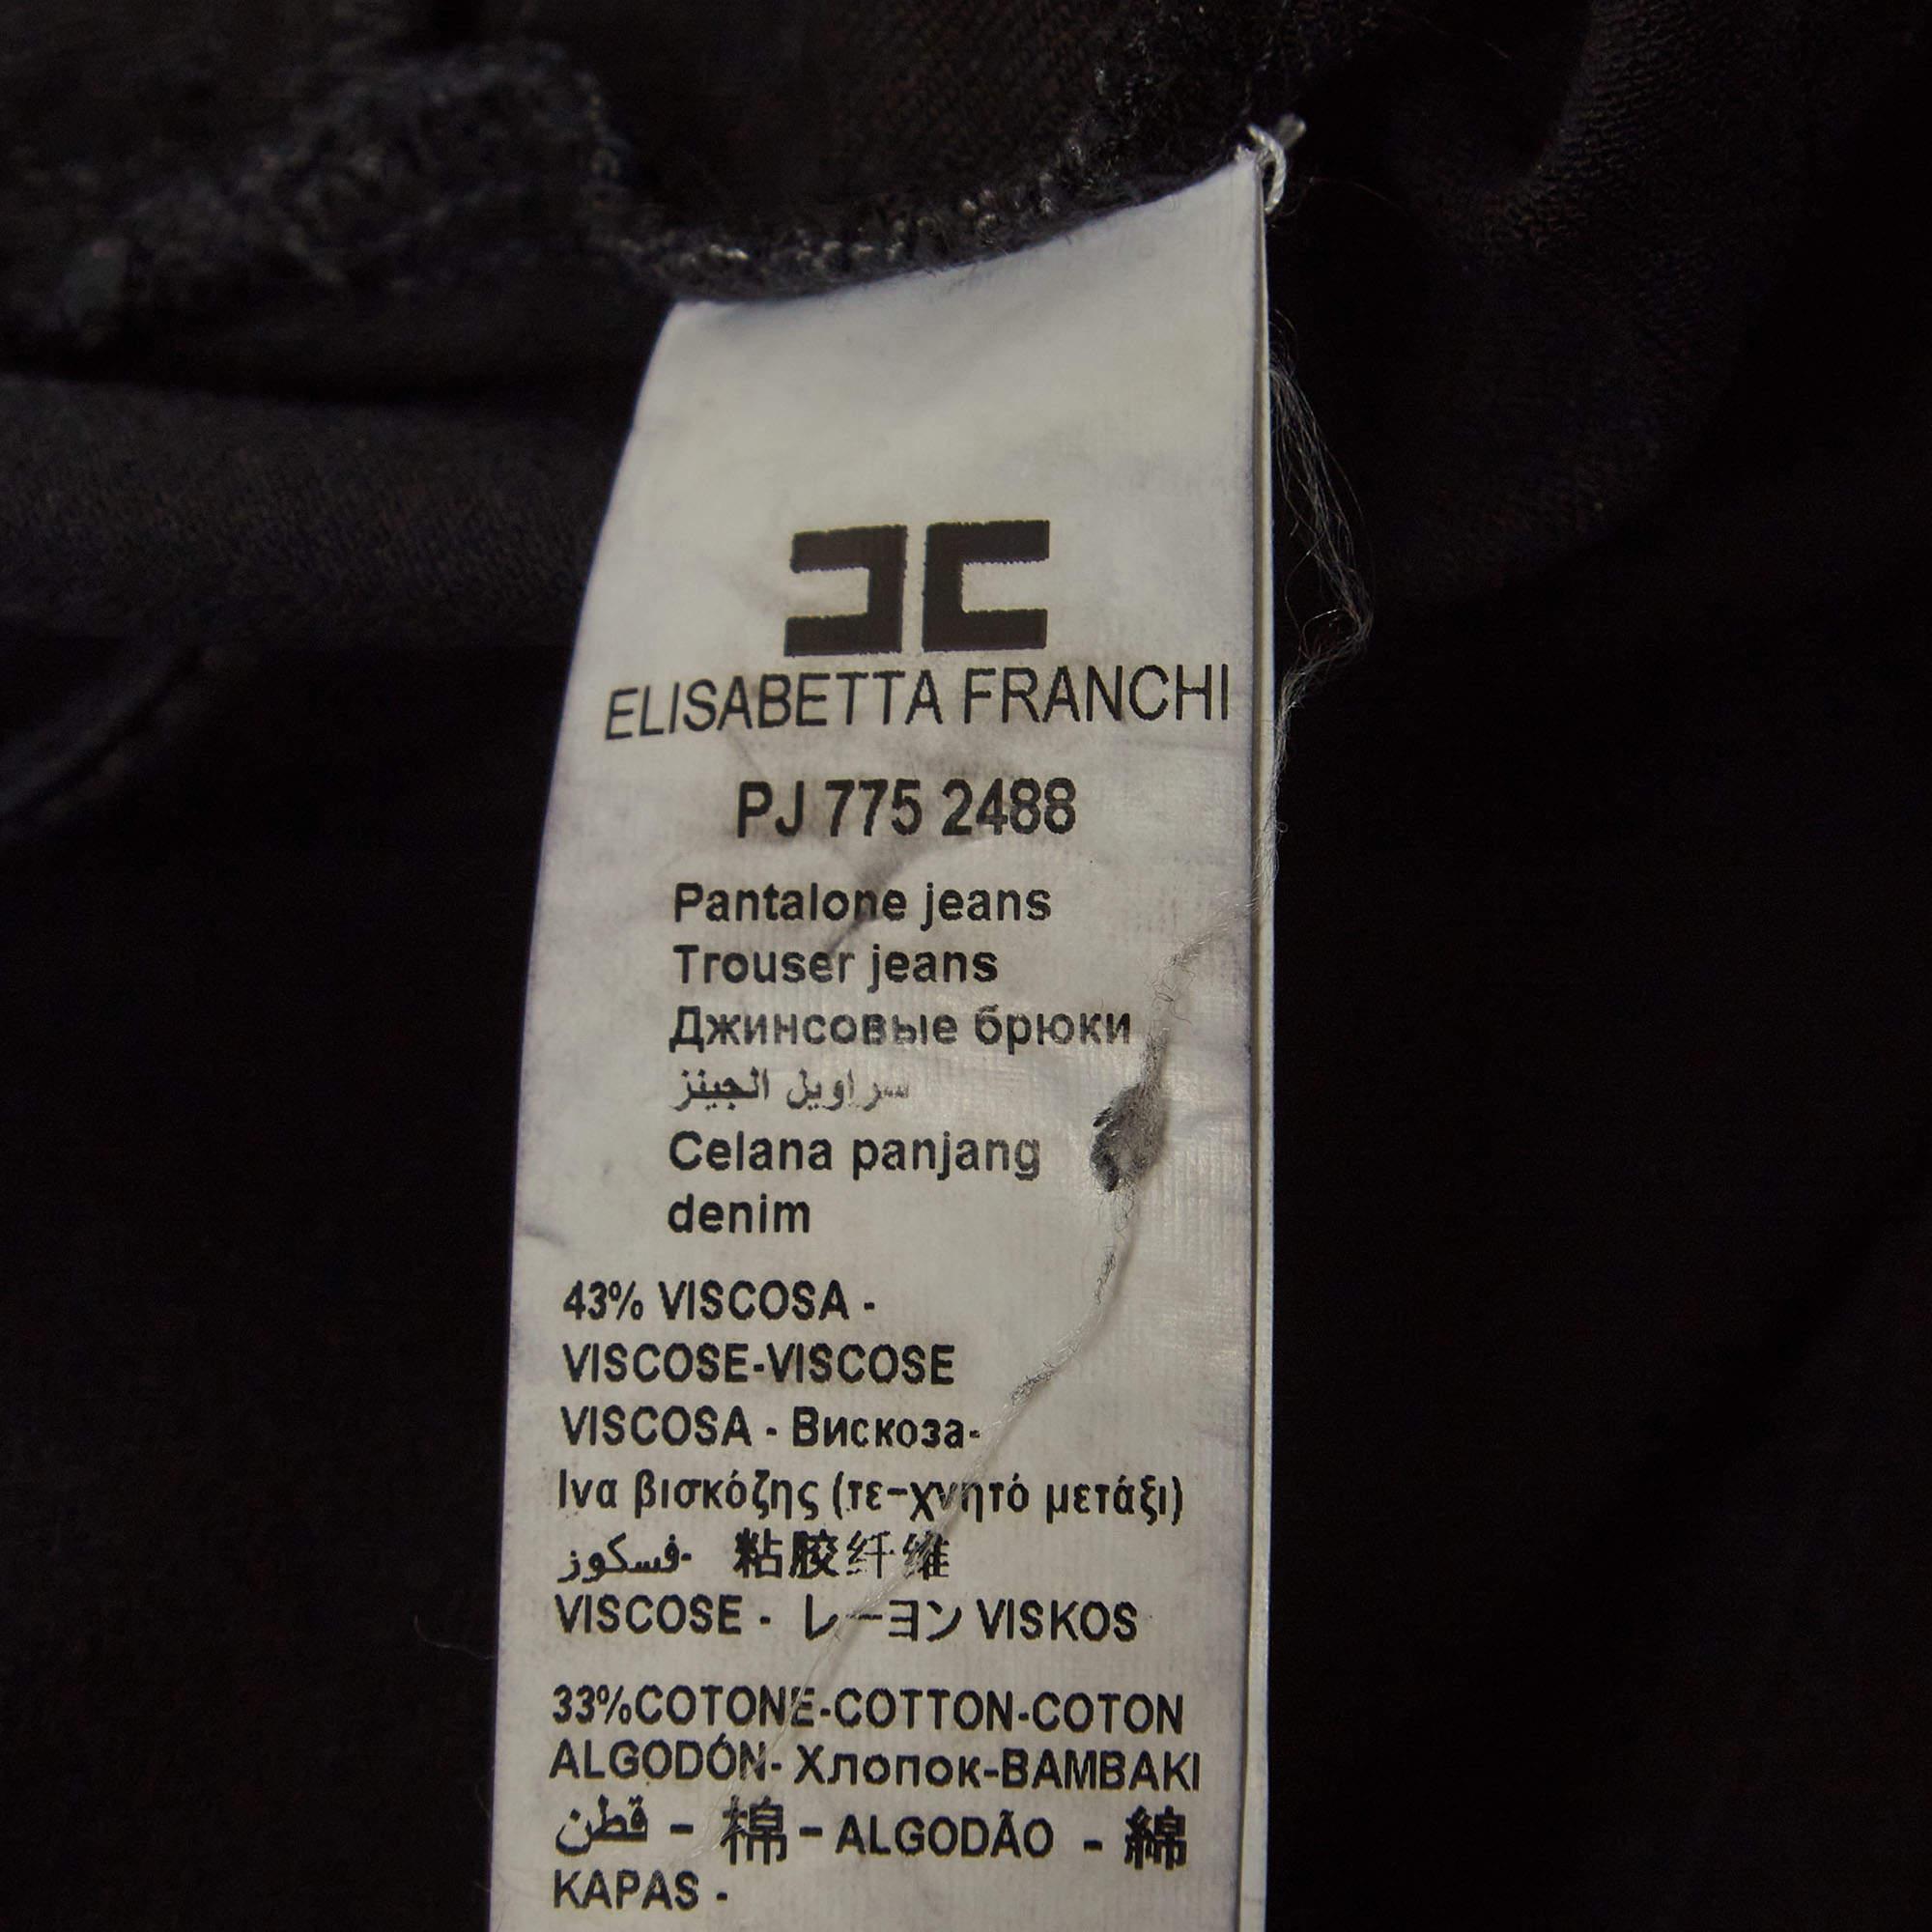 ELISABETTA FRANCHI
PJ 775 2488
Pantalone jeans
Trouser jeans
Джинсовые брюки
سراويل الجينز
Celana panjang
denim
43% VISCOSA -
VISCOSE-VISCOSE
VISCOSA - Вискоза-
Ινα βισκόζης (τε-χνητό μετάξι)
فسكوز- 粘胶纤维
VISCOSE - レーヨン VISKOS
33%COTONE-COTTON-COTON
ALGODÓN- Хлопок-BAMBAKI
قطن - 棉 - ALGODÃO - 綿
KAPAS -